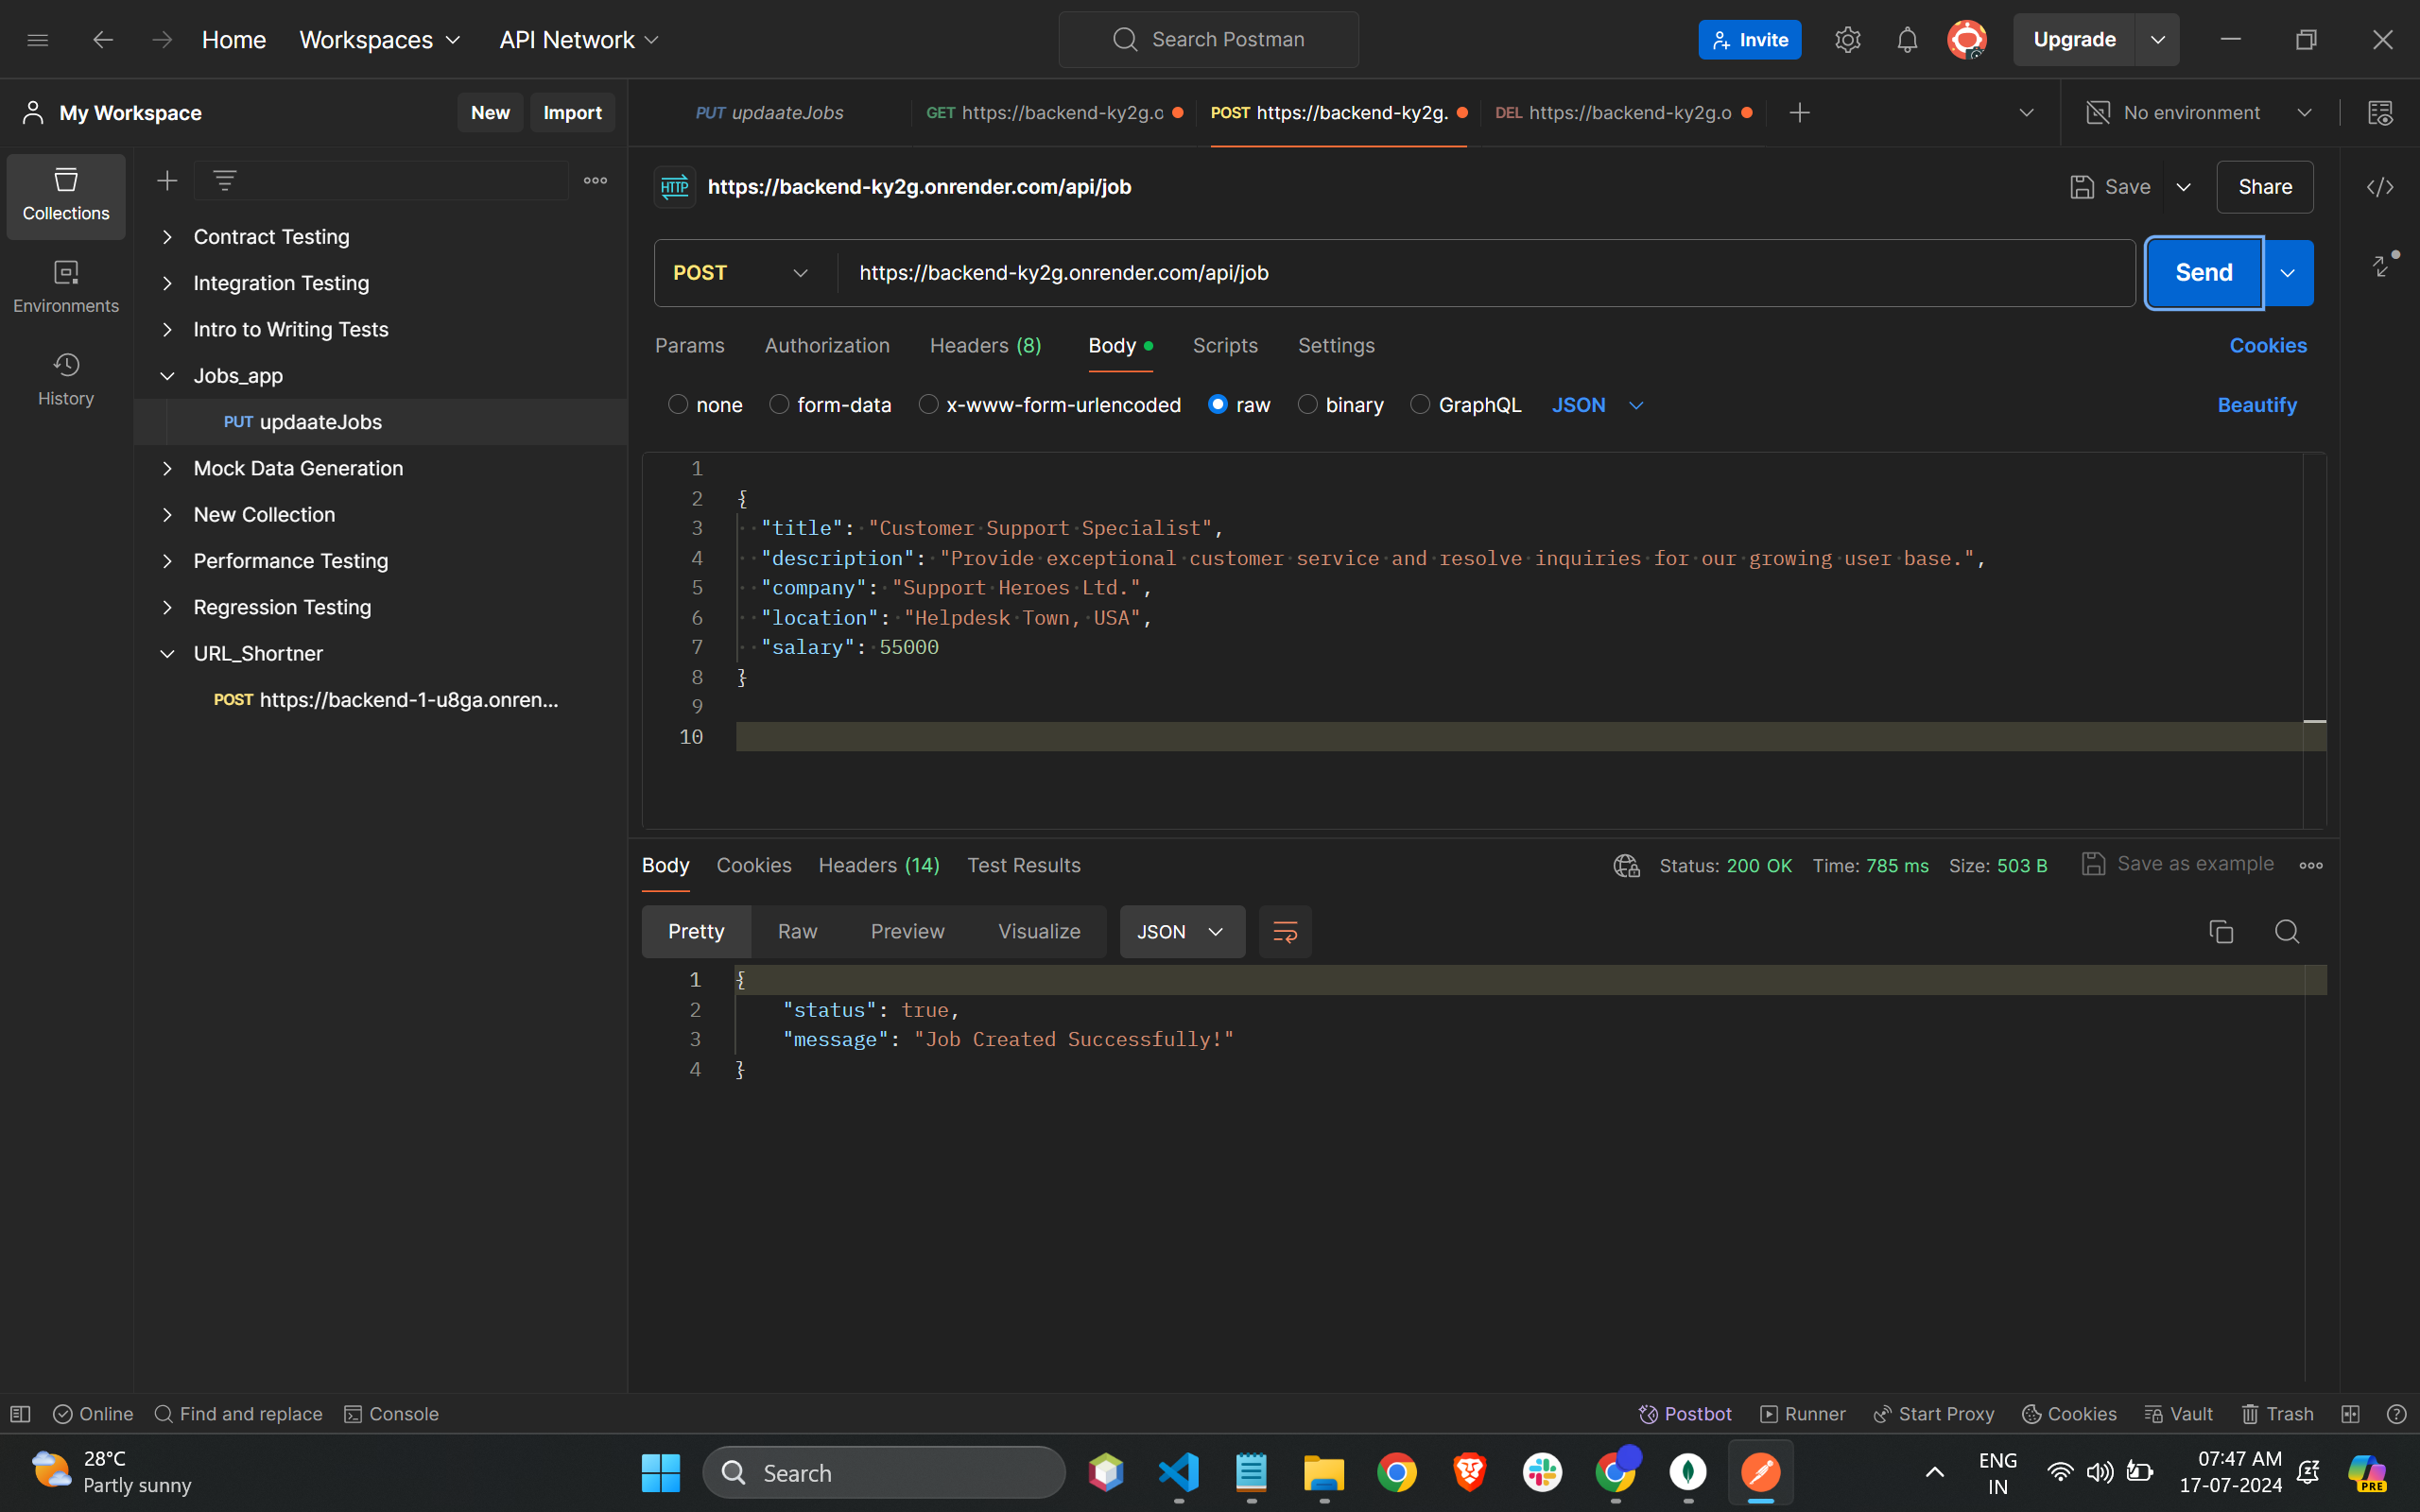 Home Workspaces API Network Search Postman Invite Upgrade
My Workspace New Import PUT updaateJobs GET https://backend-ky2g.o POST https://backend-ky2g. DEL https://backend-ky2g.o No environment
Collections
Environments
History
Contract Testing
Integration Testing
Intro to Writing Tests
Jobs_app
PUT updaateJobs
Mock Data Generation
New Collection
Performance Testing
Regression Testing
URL_Shortner
POST https://backend-1-u8ga.onren...
HTTP https://backend-ky2g.onrender.com/api/job Save Share
POST https://backend-ky2g.onrender.com/api/job Send
Params Authorization Headers (8) Body Scripts Settings Cookies
none form-data x-www-form-urlencoded raw binary GraphQL JSON Beautify
1
2 {
3 "title": "Customer Support Specialist",
4 "description": "Provide exceptional customer service and resolve inquiries for our growing user base.",
5 "company": "Support Heroes Ltd.",
6 "location": "Helpdesk Town, USA",
7 "salary": 55000
8 }
9
10
Body Cookies Headers (14) Test Results Status: 200 OK Time: 785 ms Size: 503 B Save as example
Pretty Raw Preview Visualize JSON
1 {
2 "status": true,
3 "message": "Job Created Successfully!"
4 }
Online Find and replace Console Postbot Runner Start Proxy Cookies Vault Trash
28°C
Partly sunny
Search
ENG
IN
07:47 AM
17-07-2024
PRE